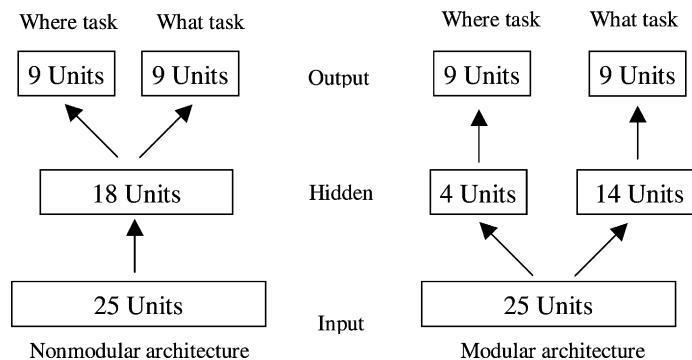 Where task What task Where task What task
9 Units 9 Units Output 9 Units 9 Units
18 Units Hidden 4 Units 14 Units
25 Units Input 25 Units
Nonmodular architecture Modular architecture